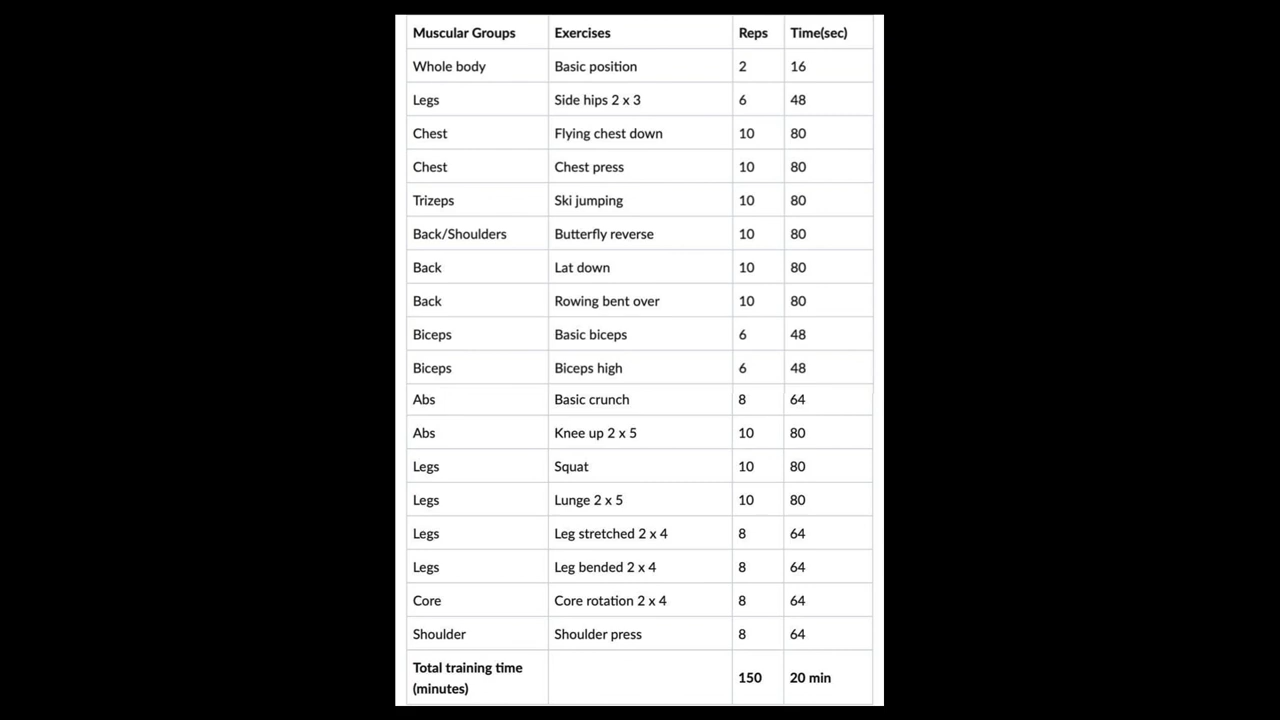 Muscular Groups Exercises Reps Time(sec)
Whole body Basic position 2 16
Legs Side hips 2 x 3 6 48
Chest Flying chest down 10 80
Chest Chest press 10 80
Trizeps Ski jumping 10 80
Back/Shoulders Butterfly reverse 10 80
Back Lat down 10 80
Back Rowing bent over 10 80
Biceps Basic biceps 6 48
Biceps Biceps high 6 48
Abs Basic crunch 8 64
Abs Knee up 2 x 5 10 80
Legs Squat 10 80
Legs Lunge 2 x 5 10 80
Legs Leg stretched 2 x 4 8 64
Legs Leg bended 2 x 4 8 64
Core Core rotation 2 x 4 8 64
Shoulder Shoulder press 8 64
Total training time
(minutes) 150 20 min